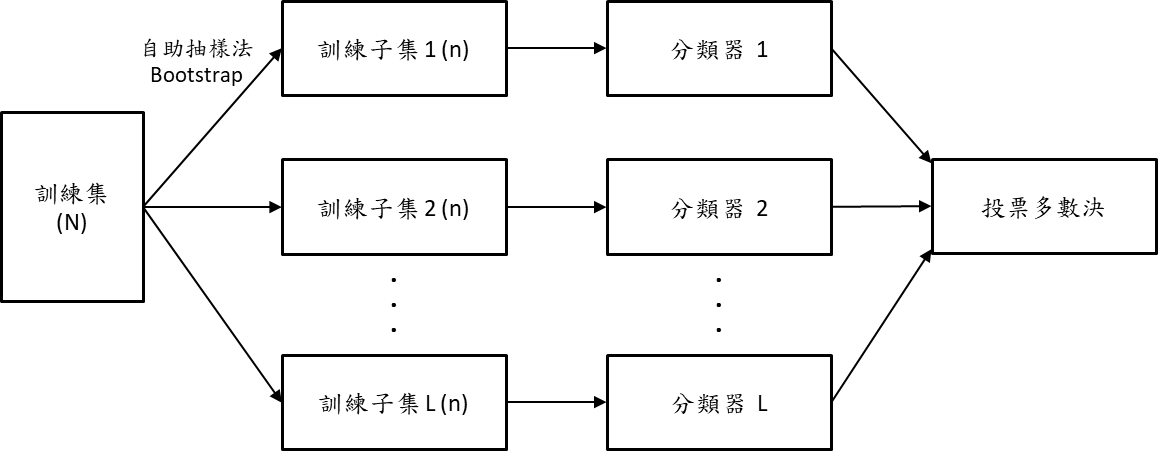 自助抽樣法
Bootstrap
訓練集
(N)
訓練子集1 (n)
分類器 1
訓練子集2 (n)
分類器 2
訓練子集L (n)
分類器 L
投票多數決